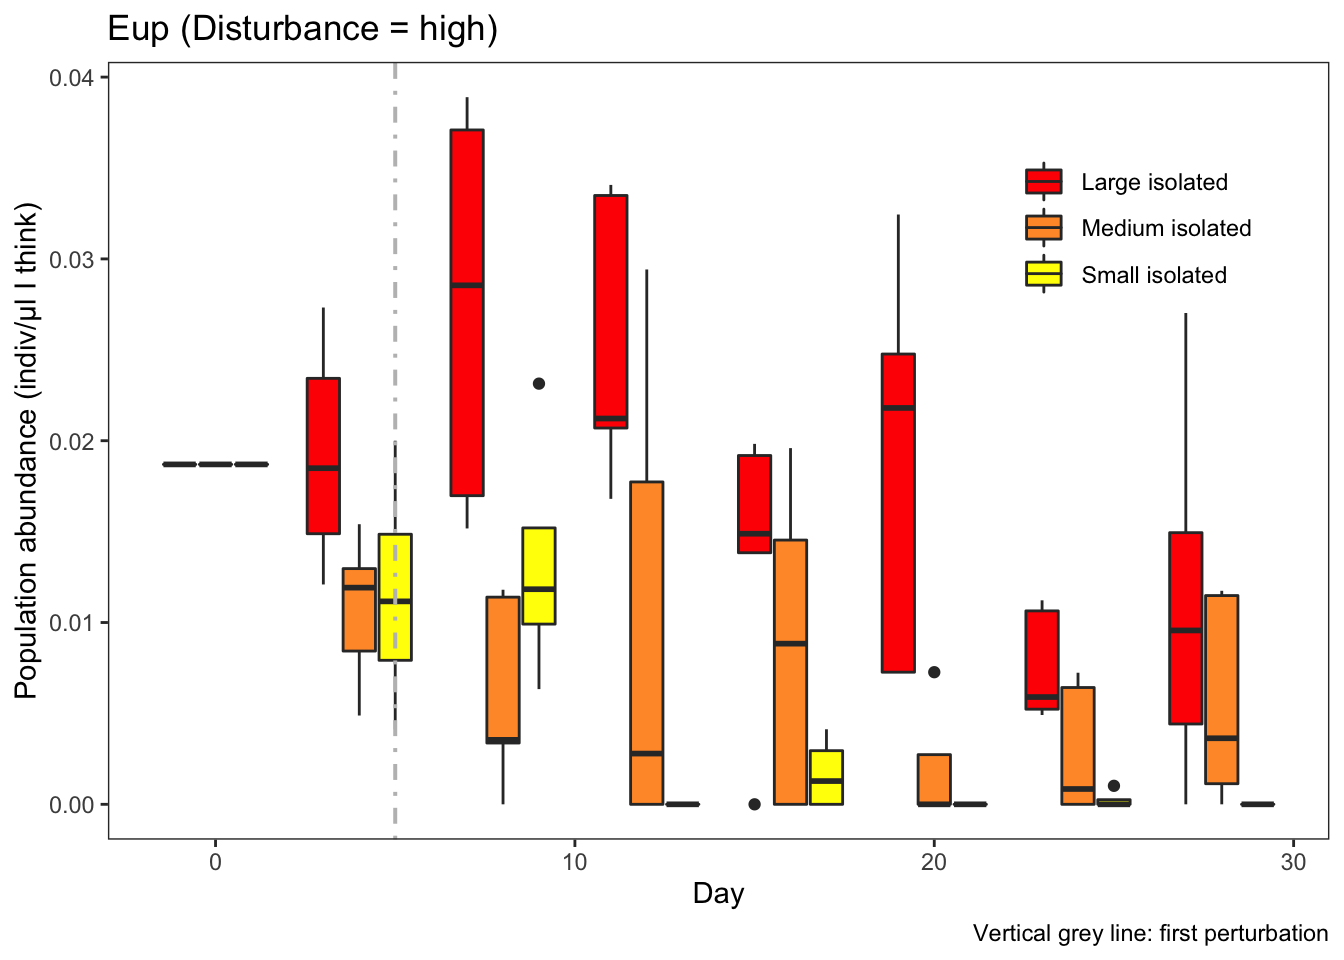 Eup (Disturbance = high)
Population abundance (indiv/μl I think)
0.04
0.03
0.02
0.01
0.00
Large isolated
Medium isolated
Small isolated
0
10
20
30
Day
Vertical grey line: first perturbation